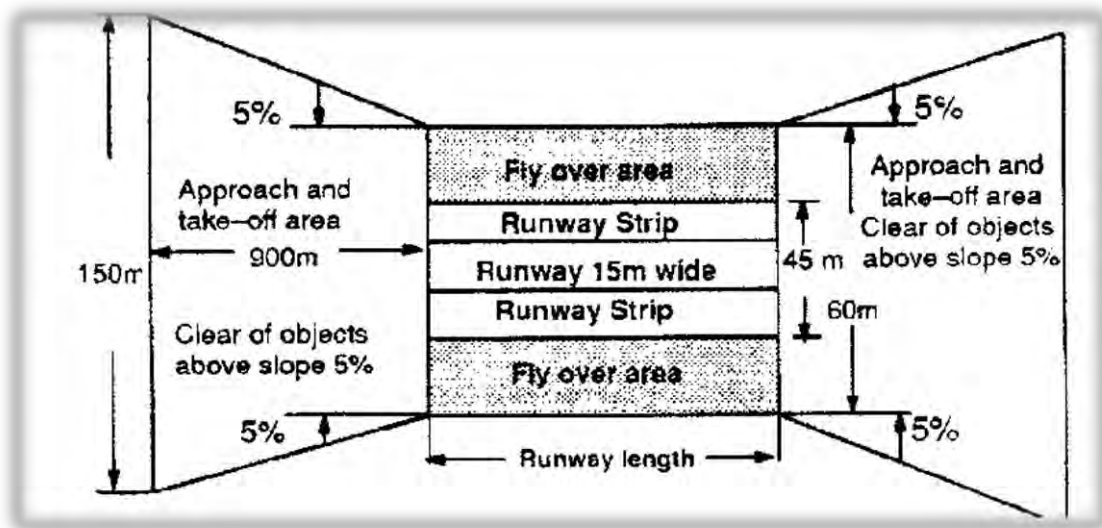 5%
5%
Fly over area
Approach and
take-off area
Approach and
take-off area
Clear of objects
above slope 5%
Runway Strip
900m
Runway 15m wide
45 m
150m
Runway Strip
60m
Clear of objects
above slope 5%
Fly over area
5%
5%
Runway length